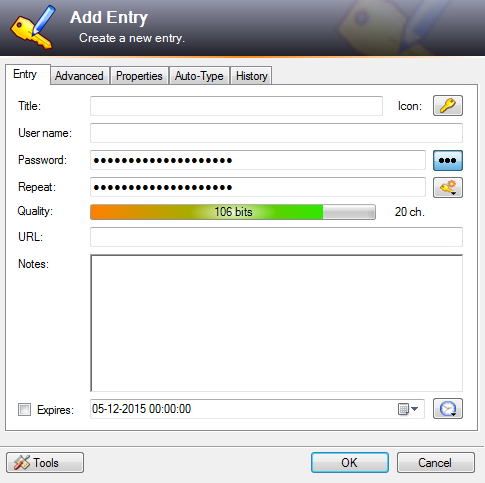 Add Entry
Create a new entry.
Entry Advanced Properties Auto-Type History
Title: Icon:
User name:
Password: ●●●●●●●●●●●●●●●●●●●● ●●●
Repeat: ●●●●●●●●●●●●●●●●●●●●
Quality: 106 bits 20 ch.
URL:
Notes:
Expires: 05-12-2015 00:00:00
Tools OK Cancel